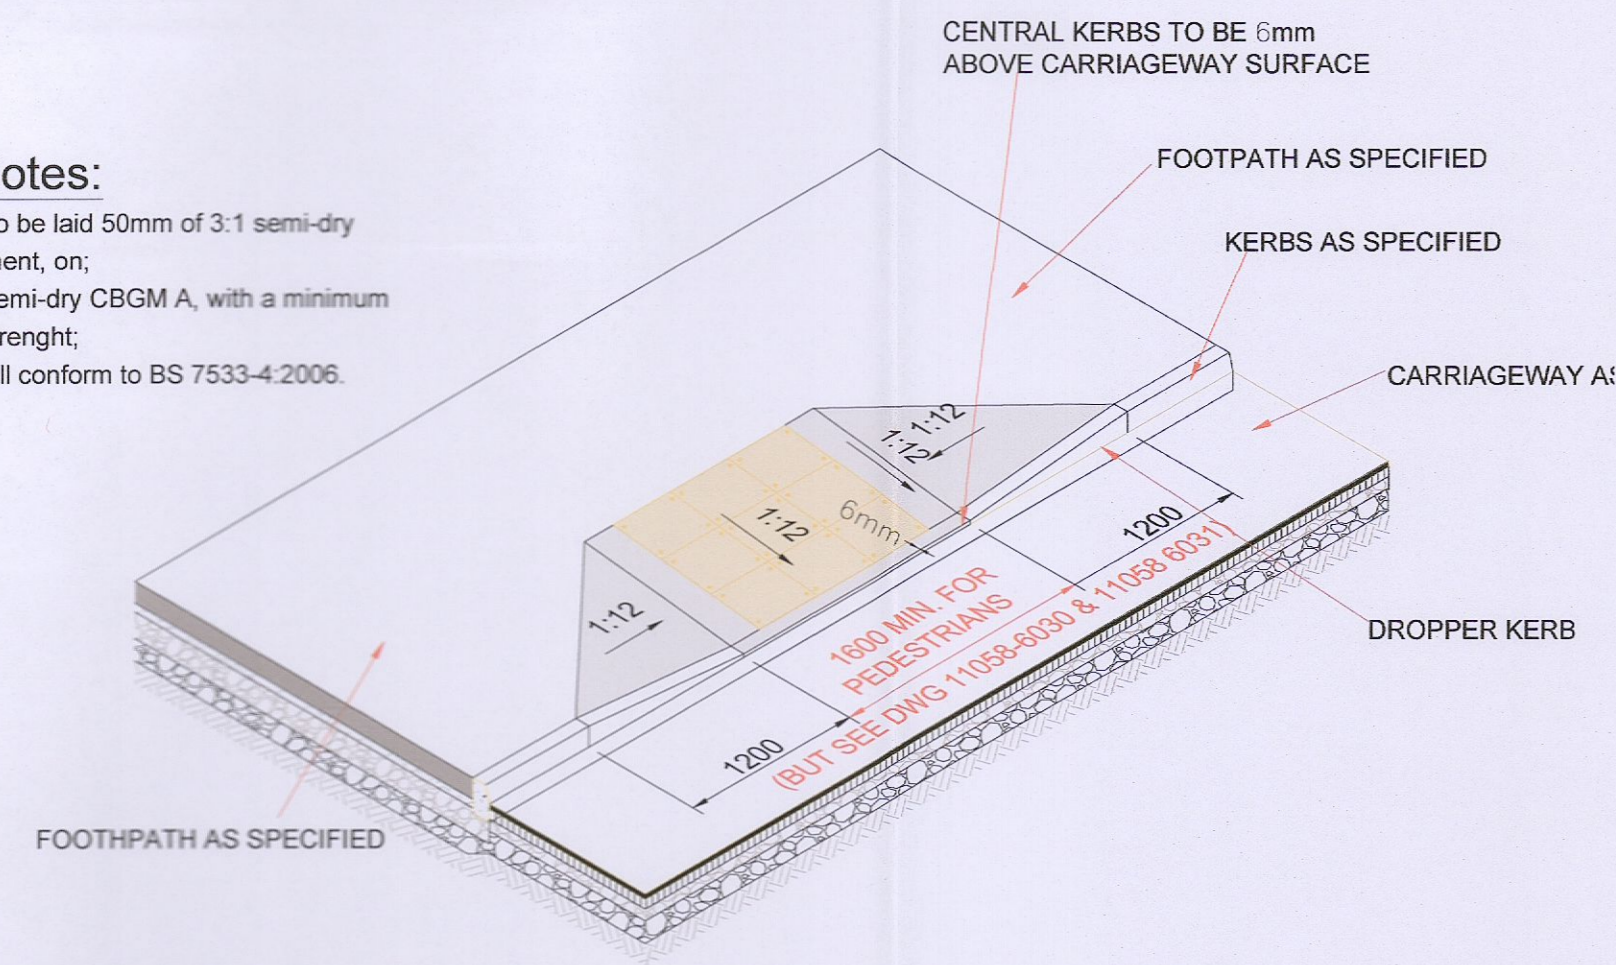 CENTRAL KERBS TO BE 6mm
ABOVE CARRIAGEWAY SURFACE
FOOTPATH AS SPECIFIED
otes:
o be laid 50mm of 3:1 semi-dry
ent, on;
emi-dry CBGM A, with a minimum
renght;
ll conform to BS 7533-4:2006.
KERBS AS SPECIFIED
CARRIAGEWAY AS
1:12
1:12
1:12
6mm
1:12
1200
1600 MIN. FOR
PEDESTRIANS
(BUT SEE DWG 11058-6030 & 11058 6031)
1200
DROPPER KERB
FOOTHPATH AS SPECIFIED